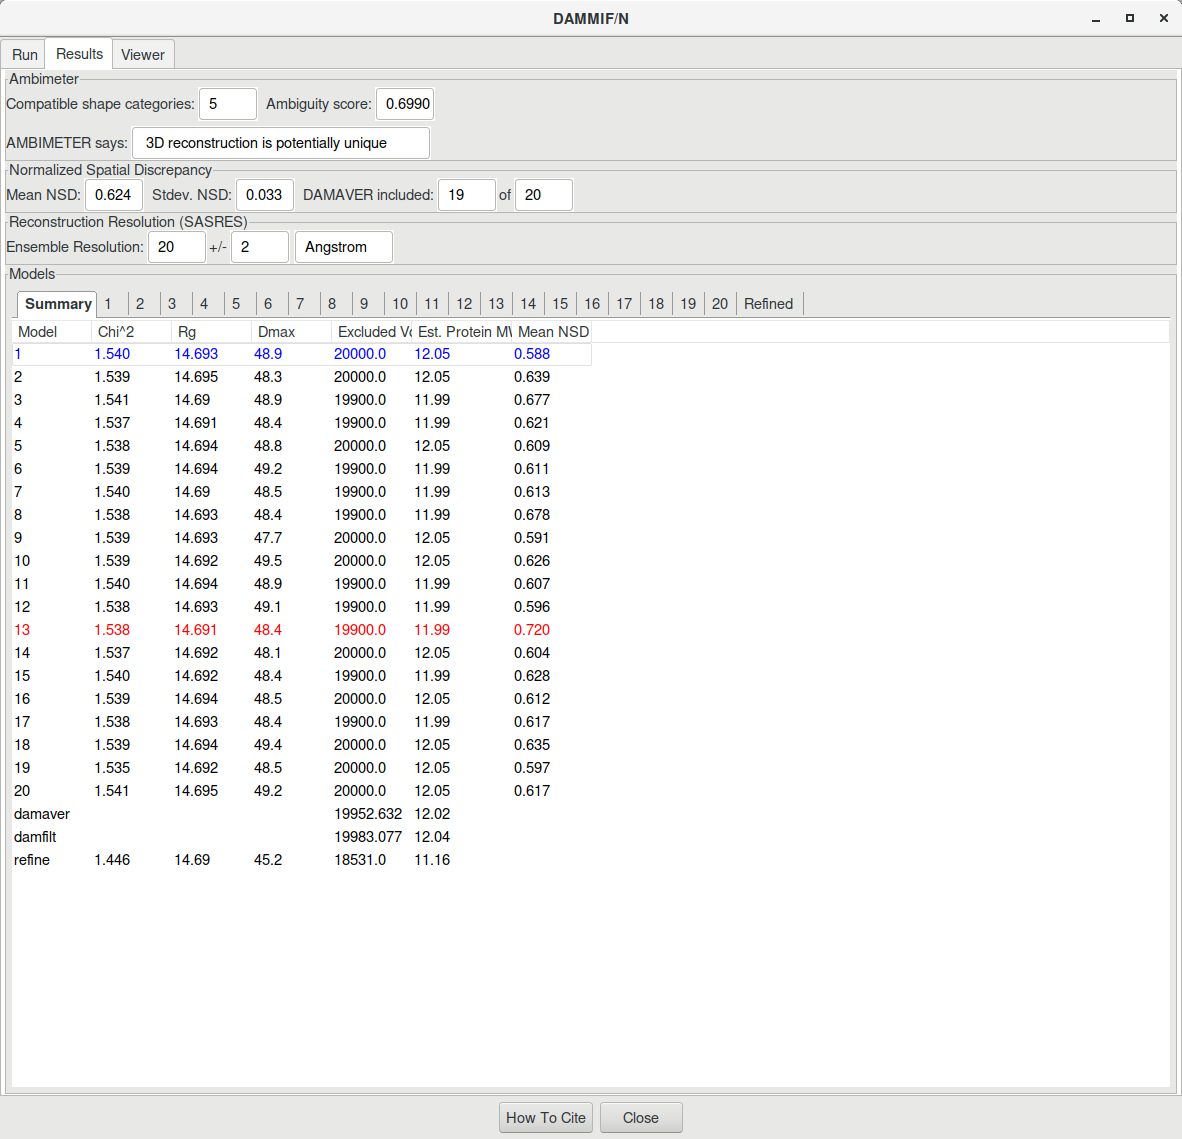 DAMMIF/N
Run Results Viewer
Ambimeter
Compatible shape categories: 5 Ambiguity score: 0.6990
AMBIMETER says: 3D reconstruction is potentially unique
Normalized Spatial Discrepancy
Mean NSD: 0.624 Stdev. NSD: 0.033 DAMAVER included: 19 of 20
Reconstruction Resolution (SASRES)
Ensemble Resolution: 20 +/- 2 Angstrom
Models
Summary 1 2 3 4 5 6 7 8 9 10 11 12 13 14 15 16 17 18 19 20 Refined
Model Chi^2 Rg Dmax Excluded Vo Est. Protein MW Mean NSD
1 1.540 14.693 48.9 20000.0 12.05 0.588
2 1.539 14.695 48.3 20000.0 12.05 0.639
3 1.541 14.69 48.9 19900.0 11.99 0.677
4 1.537 14.691 48.4 19900.0 11.99 0.621
5 1.538 14.694 48.8 20000.0 12.05 0.609
6 1.539 14.694 49.2 19900.0 11.99 0.611
7 1.540 14.69 48.5 19900.0 11.99 0.613
8 1.538 14.693 48.4 19900.0 11.99 0.678
9 1.539 14.693 47.7 20000.0 12.05 0.591
10 1.539 14.692 49.5 20000.0 12.05 0.626
11 1.540 14.694 48.9 19900.0 11.99 0.607
12 1.538 14.693 49.1 19900.0 11.99 0.596
13 1.538 14.691 48.4 19900.0 11.99 0.720
14 1.537 14.692 48.1 20000.0 12.05 0.604
15 1.540 14.692 48.4 19900.0 11.99 0.628
16 1.539 14.694 48.5 20000.0 12.05 0.612
17 1.538 14.693 48.4 19900.0 11.99 0.617
18 1.539 14.694 49.4 20000.0 12.05 0.635
19 1.535 14.692 48.5 20000.0 12.05 0.597
20 1.541 14.695 49.2 20000.0 12.05 0.617
damaver 19952.632 12.02
damfilt 19983.077 12.04
refine 1.446 14.69 45.2 18531.0 11.16
How To Cite Close